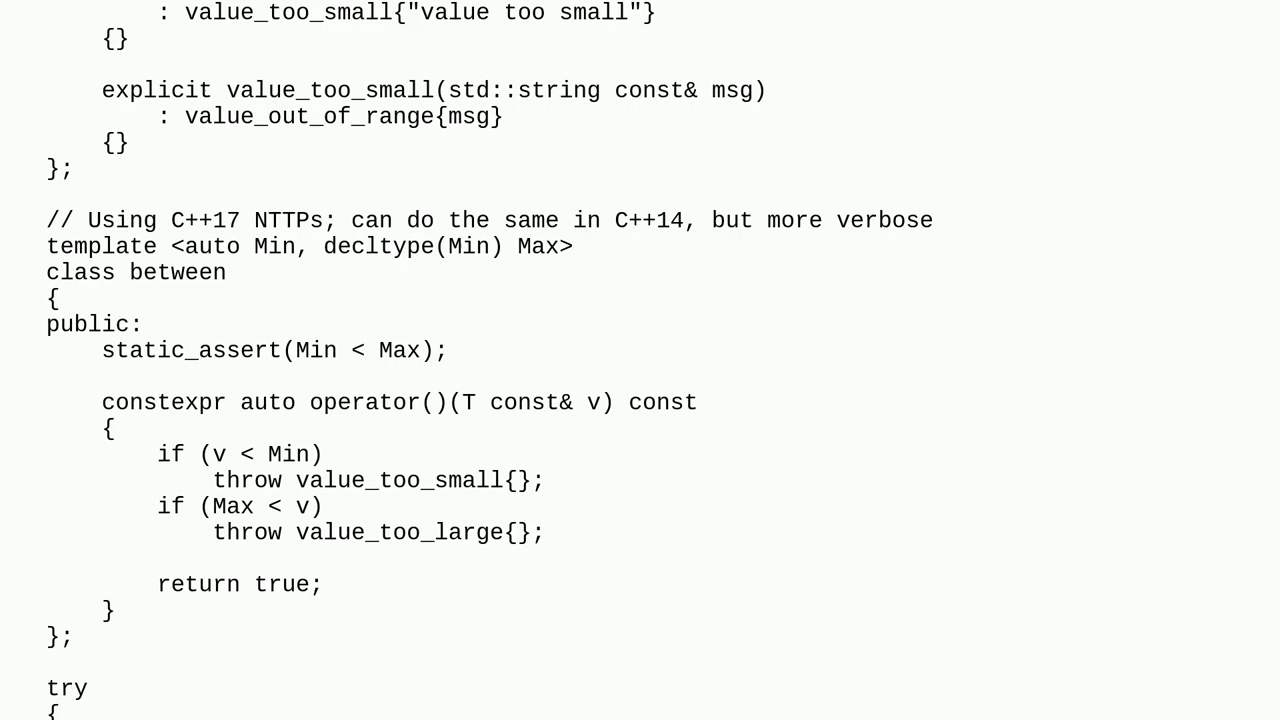 : value_too_small{"value too small"}
{}
explicit value_too_small(std::string const& msg)
: value_out_of_range{msg}
{}
};
// Using C++17 NTTPs; can do the same in C++14, but more verbose
template <auto Min, decltype(Min) Max>
class between
{
public:
static_assert(Min < Max);
constexpr auto operator()(T const& v) const
{
if (v < Min)
throw value_too_small{};
if (Max < v)
throw value_too_large{};
return true;
}
};
try
{